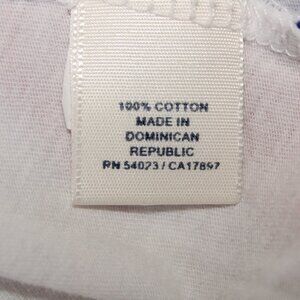 100% COTTON
MADE IN
DOMINICAN
REPUBLIC
RN 54023 / CA17897